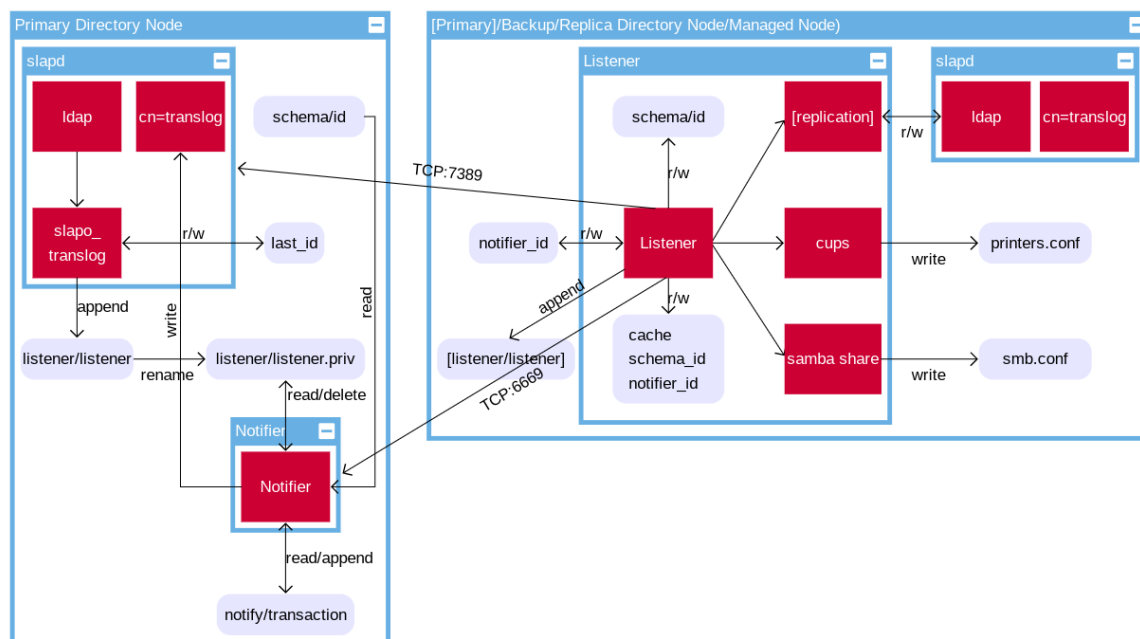 Primary Directory Node
slapd
ldap
cn=translog
schema/id
slapo_
translog
r/w
last_id
append
write
read
listener/listener
rename
listener/listener.priv
read/delete
Notifier
Notifier
read/append
notify/transaction
TCP:7389
TCP:6669
[Primary]/Backup/Replica Directory Node/Managed Node)
Listener
schema/id
r/w
notifier_id
r/w
Listener
append
[listener/listener]
r/w
cache
schema_id
notifier_id
[replication]
r/w
cups
write
printers.conf
samba share
write
smb.conf
slapd
ldap
cn=translog